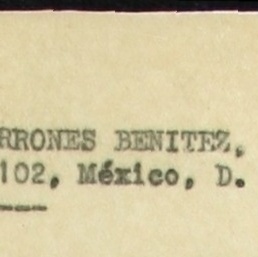 RRONES BENITEZ,
102, México, D.